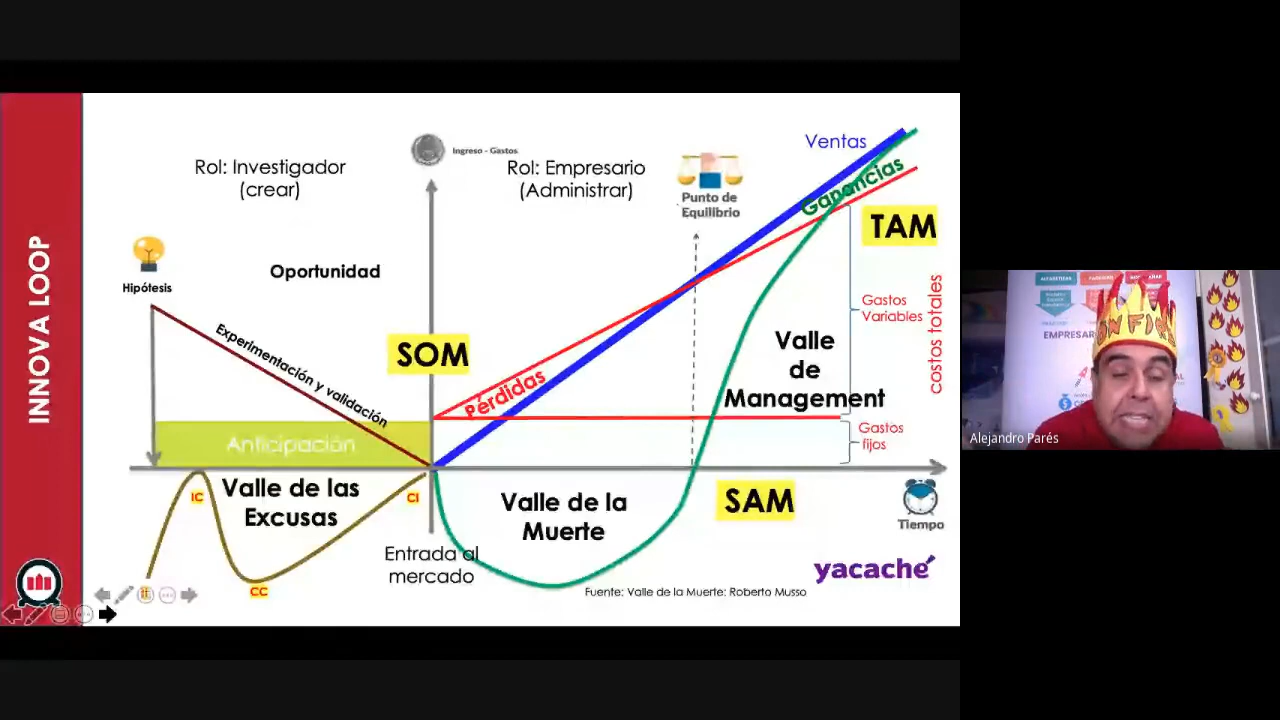 INNOVA LOOP
Rol: Investigador
(crear)
Ingreso - Gastos
Rol: Empresario
(Administrar)
Punto de
Equilibrio
Ventas
Ganancias
TAM
Hipótesis
Oportunidad
Experimentación y validación
SOM
Pérdidas
Gastos
Variables
costos totales
Valle
de
Management
Anticipación
Gastos
fijos
IC
Valle de las
Excusas
CI
CC
Valle de la
Muerte
SAM
Tiempo
Entrada al
mercado
yacaché
Fuente: Valle de la Muerte: Roberto Musso
EMPRESAR
ON FIRE
Alejandro Parés